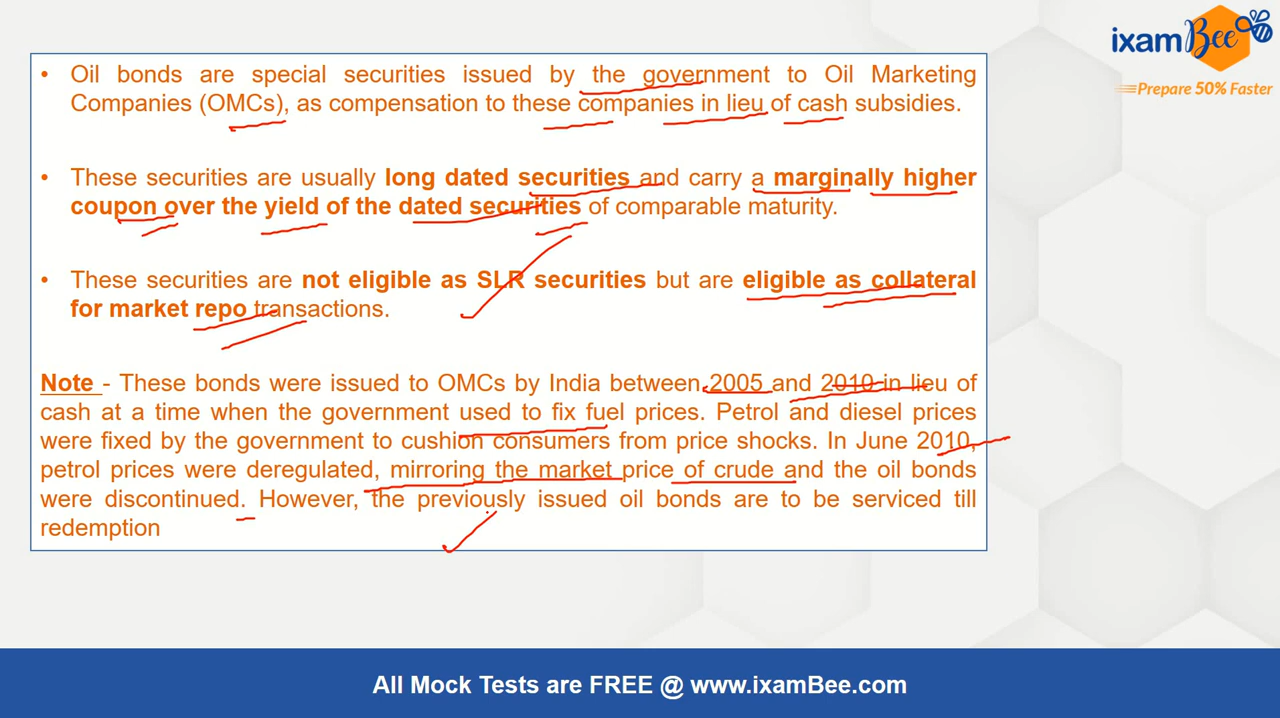 ixamBee
Prepare 50% Faster
• Oil bonds are special securities issued by the government to Oil Marketing
Companies (OMCs), as compensation to these companies in lieu of cash subsidies.
• These securities are usually long dated securities and carry a marginally higher
coupon over the yield of the dated securities of comparable maturity.
• These securities are not eligible as SLR securities but are eligible as collateral
for market repo transactions.
Note - These bonds were issued to OMCs by India between 2005 and 2010 in lieu of
cash at a time when the government used to fix fuel prices. Petrol and diesel prices
were fixed by the government to cushion consumers from price shocks. In June 2010,
petrol prices were deregulated, mirroring the market price of crude and the oil bonds
were discontinued. However, the previously issued oil bonds are to be serviced till
redemption
All Mock Tests are FREE @ www.ixamBee.com